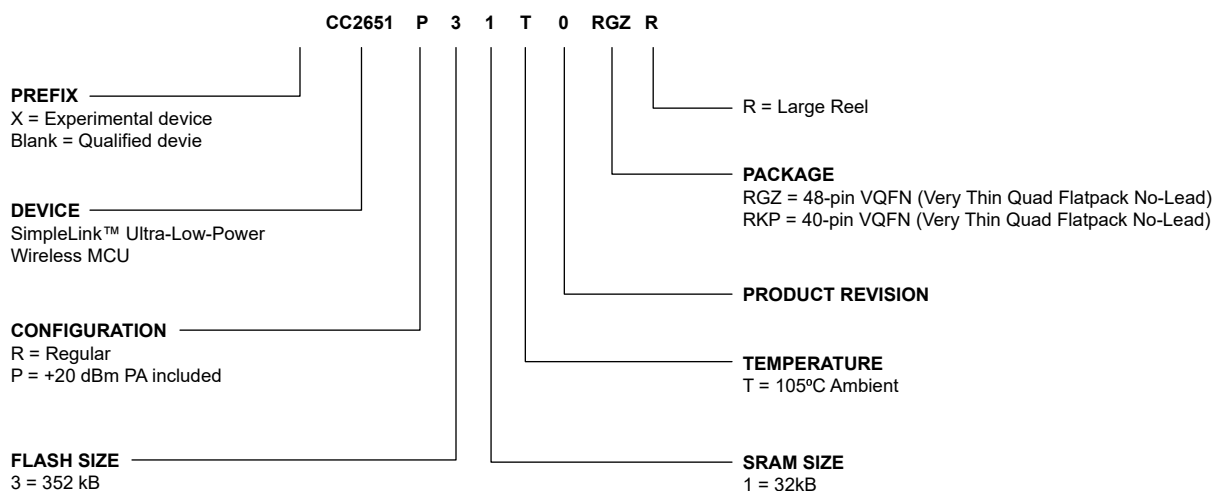 CC2651 P 3 1 T 0 RGZ R
PREFIX
X = Experimental device
Blank = Qualified devie
DEVICE
SimpleLink™ Ultra-Low-Power
Wireless MCU
CONFIGURATION
R = Regular
P = +20 dBm PA included
FLASH SIZE
3 = 352 kB
R = Large Reel
PACKAGE
RGZ = 48-pin VQFN (Very Thin Quad Flatpack No-Lead)
RKP = 40-pin VQFN (Very Thin Quad Flatpack No-Lead)
PRODUCT REVISION
TEMPERATURE
T = 105ºC Ambient
SRAM SIZE
1 = 32kB